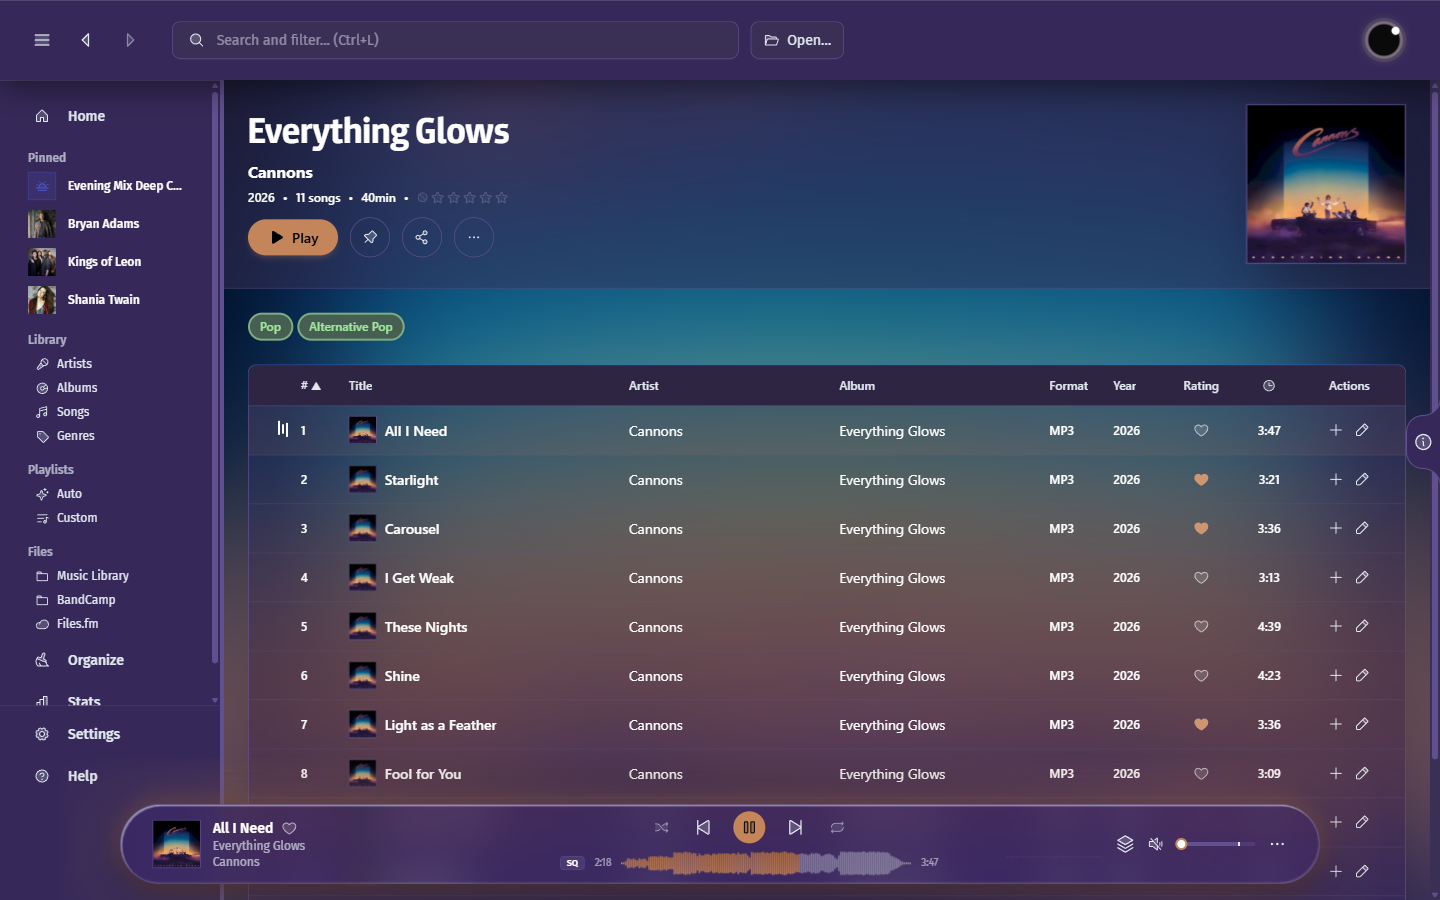 Search and filter... (Ctrl+L)
Open...
Home
Pinned
Evening Mix Deep C...
Bryan Adams
Kings of Leon
Shania Twain
Library
Artists
Albums
Songs
Genres
Playlists
Auto
Custom
Files
Music Library
BandCamp
Files.fm
Organize
Stats
Settings
Help
Everything Glows
Cannons
2026 • 11 songs • 40min •
Play
Cannons
Pop
Alternative Pop
# Title Artist Album Format Year Rating Actions
1 All I Need Cannons Everything Glows MP3 2026 3:47
2 Starlight Cannons Everything Glows MP3 2026 3:21
3 Carousel Cannons Everything Glows MP3 2026 3:36
4 I Get Weak Cannons Everything Glows MP3 2026 3:13
5 These Nights Cannons Everything Glows MP3 2026 4:39
6 Shine Cannons Everything Glows MP3 2026 4:23
7 Light as a Feather Cannons Everything Glows MP3 2026 3:36
8 Fool for You Cannons Everything Glows MP3 2026 3:09
All I Need
Everything Glows
Cannons
SQ 2:18 3:47